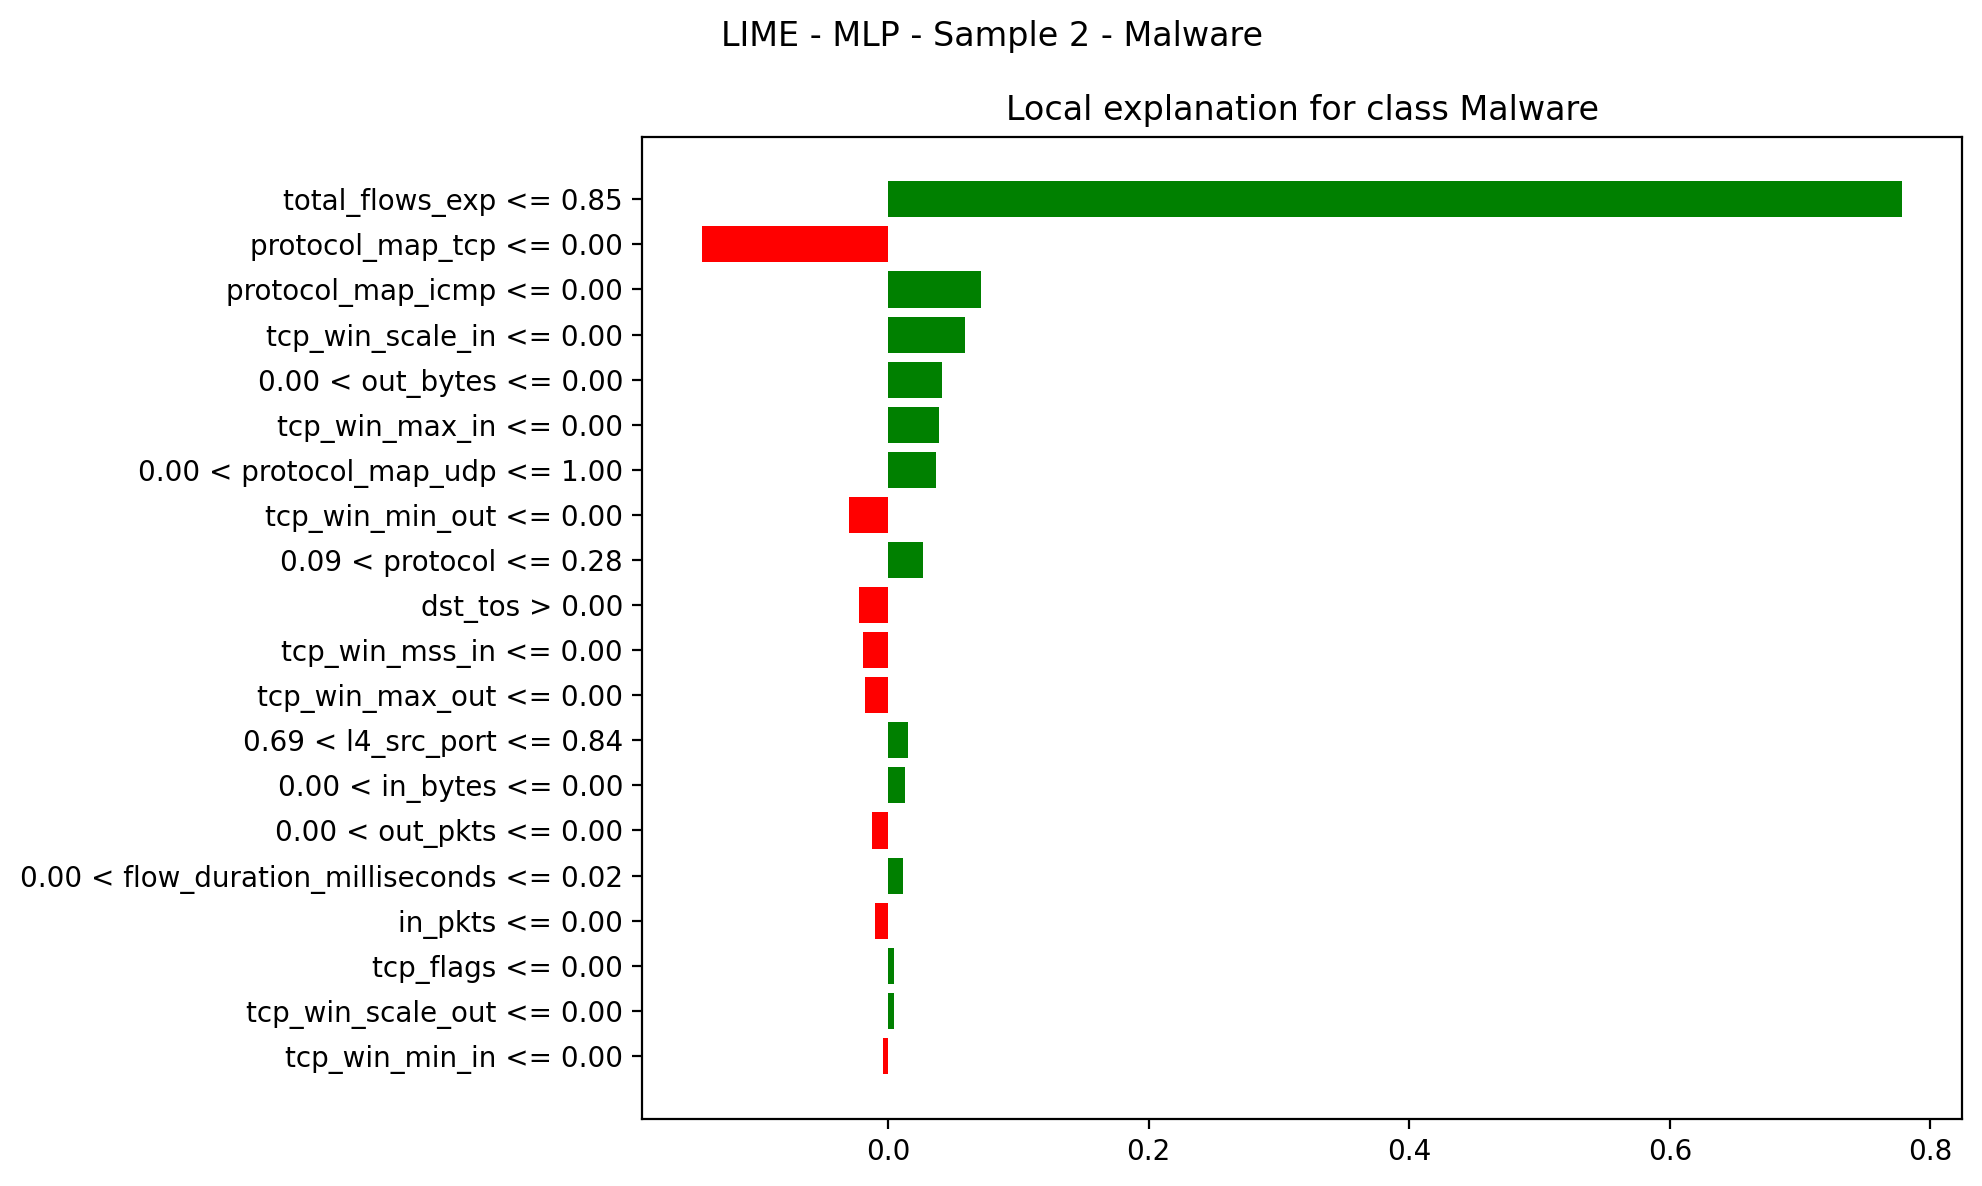 LIME - MLP - Sample 2 - Malware
Local explanation for class Malware
total_flows_exp <= 0.85
protocol_map_tcp <= 0.00
protocol_map_icmp <= 0.00
tcp_win_scale_in <= 0.00
0.00 < out_bytes <= 0.00
tcp_win_max_in <= 0.00
0.00 < protocol_map_udp <= 1.00
tcp_win_min_out <= 0.00
0.09 < protocol <= 0.28
dst_tos > 0.00
tcp_win_mss_in <= 0.00
tcp_win_max_out <= 0.00
0.69 < l4_src_port <= 0.84
0.00 < in_bytes <= 0.00
0.00 < out_pkts <= 0.00
0.00 < flow_duration_milliseconds <= 0.02
in_pkts <= 0.00
tcp_flags <= 0.00
tcp_win_scale_out <= 0.00
tcp_win_min_in <= 0.00
0.0 0.2 0.4 0.6 0.8